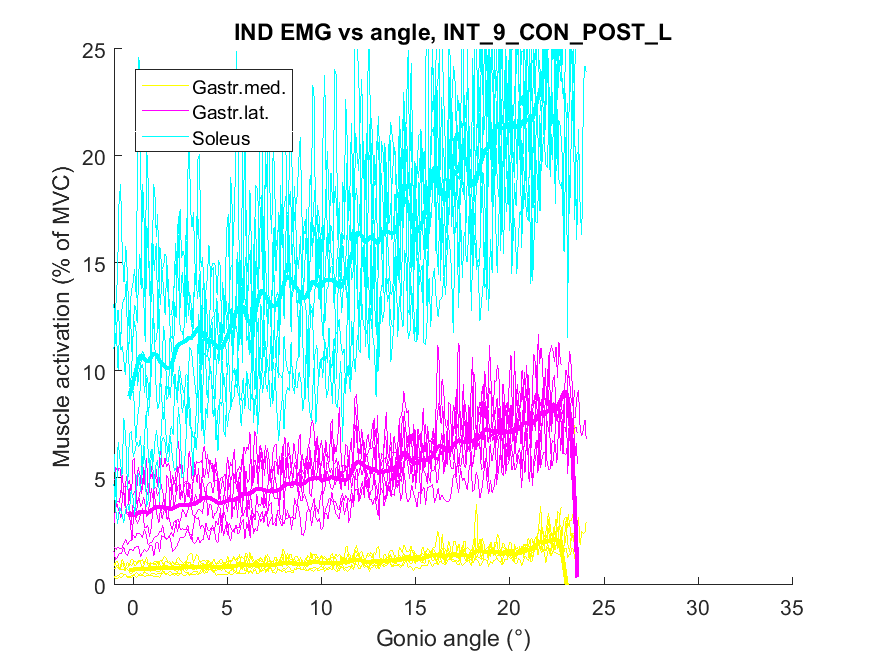 IND EMG vs angle, INT_9_CON_POST_L
25
20
15
10
5
0
Muscle activation (% of MVC)
Gastr.med.
Gastr.lat.
Soleus
0 5 10 15 20 25 30 35
Gonio angle (°)